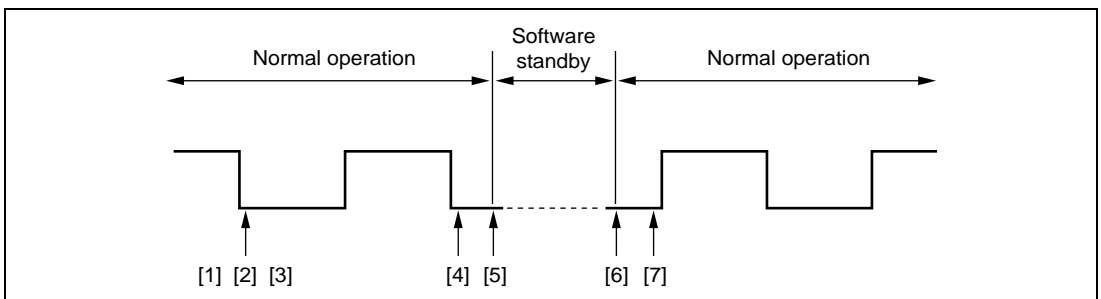 Software
standby
Normal operation
Normal operation
[1] [2] [3]
[4] [5]
[6] [7]